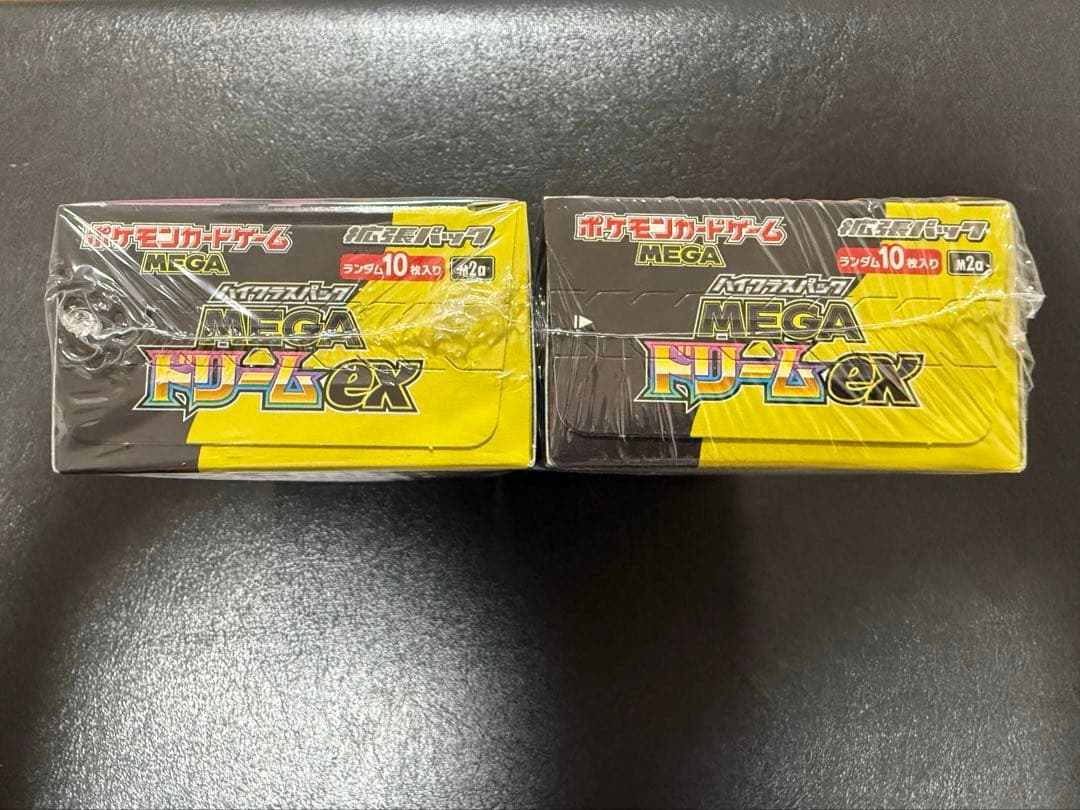 ポケモンカードゲーム
MEGA
拡張パック
ランダム10枚入り
M2a
ハイクラスパック
MEGA
ドリームex
ポケモンカードゲーム
MEGA
拡張パック
ランダム10枚入り
M2a
ハイクラスパック
MEGA
ドリームex